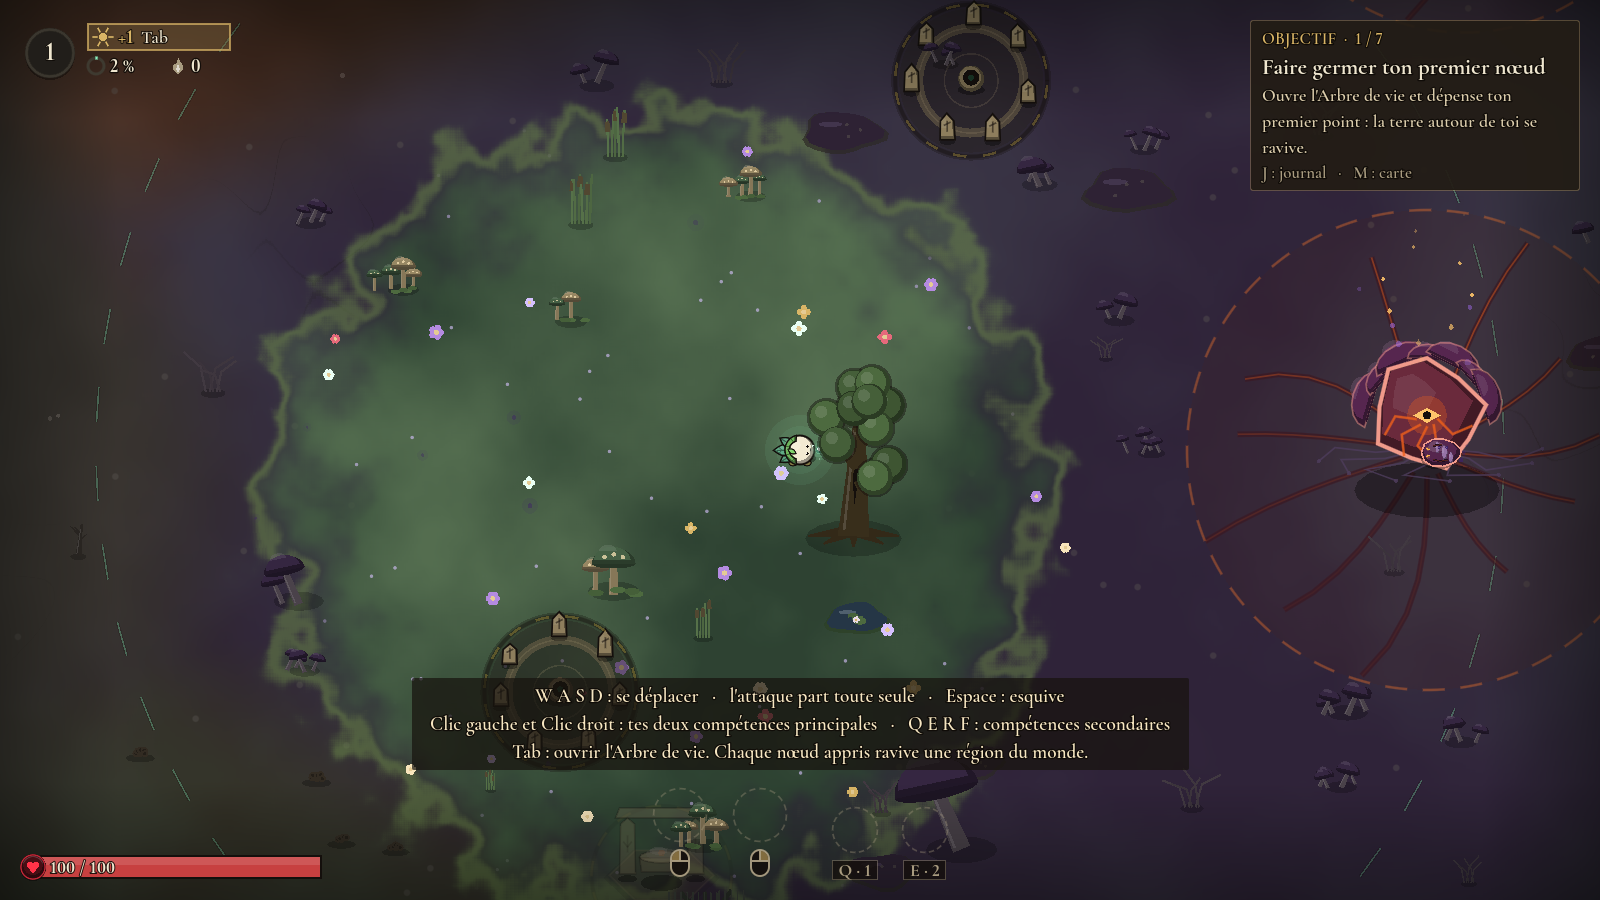 1
+1 Tab
2 %
0
OBJECTIF · 1 / 7
Faire germer ton premier nœud
Ouvre l'Arbre de vie et dépense ton
premier point : la terre autour de toi se
ravive.
J : journal · M : carte
W A S D : se déplacer · l'attaque part toute seule · Espace : esquive
Clic gauche et Clic droit : tes deux compétences principales · Q E R F : compétences secondaires
Tab : ouvrir l'Arbre de vie. Chaque nœud appris ravive une région du monde.
100 / 100
Q · 1
E · 2